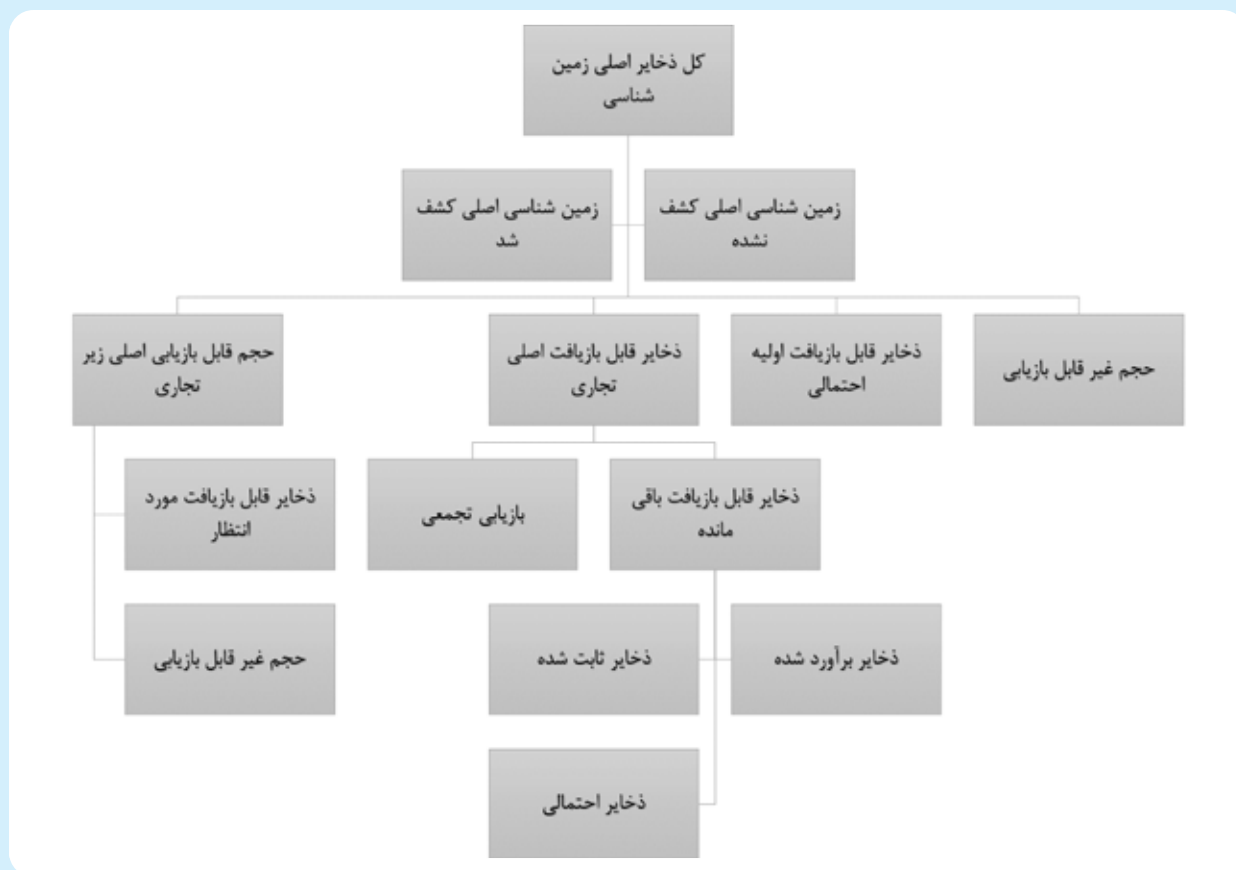 کل ذخایر اصلی زمین
شناسی
زمین شناسی اصلی کشف
نشده
زمین شناسی اصلی کشف
شد
حجم غیر قابل بازیابی
ذخایر قابل بازیافت اولیه
احتمالی
ذخایر قابل بازیافت اصلی
تجاری
حجم قابل بازیابی اصلی زیر
تجاری
ذخایر قابل بازیافت باقی
مانده
بازیابی تجمعی
ذخایر قابل بازیافت مورد
انتظار
ذخایر برآورد شده
ذخایر ثابت شده
حجم غیر قابل بازیابی
ذخایر احتمالی